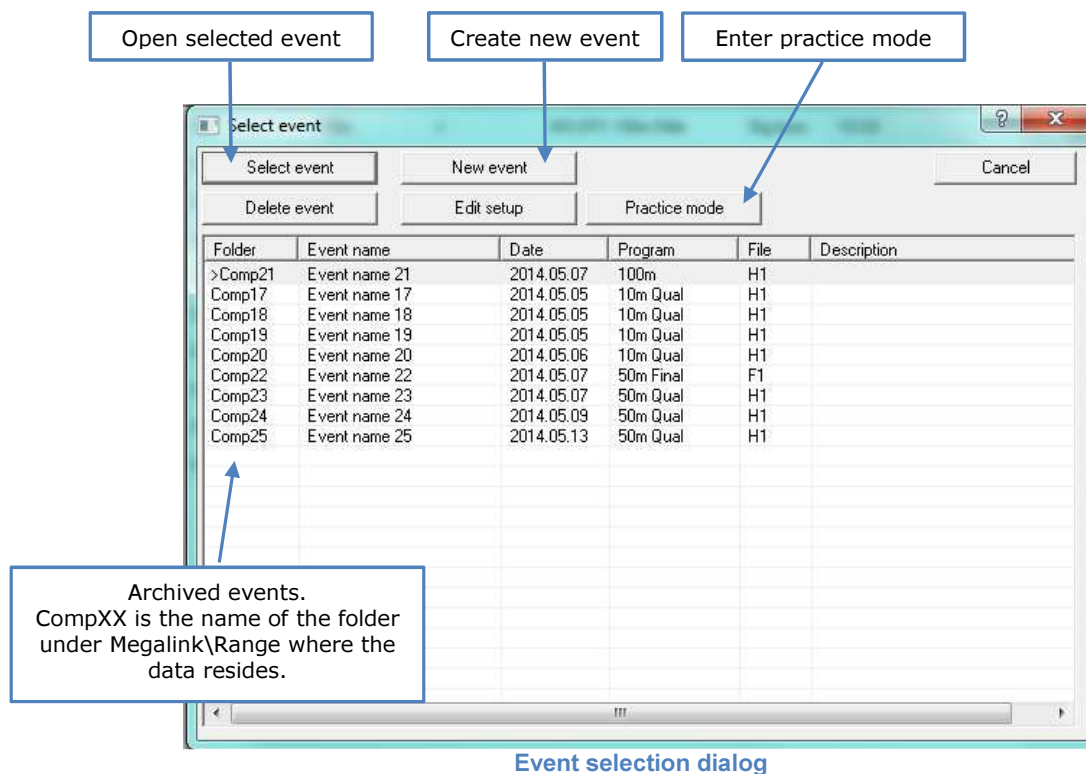 Open selected event
Create new event
Enter practice mode
Select event
Select event
New event
Cancel
Delete event
Edit setup
Practice mode
Folder Event name Date Program File Description
>Comp21 Event name 21 2014.05.07 100m H1
Comp17 Event name 17 2014.05.05 10m Qual H1
Comp18 Event name 18 2014.05.05 10m Qual H1
Comp19 Event name 19 2014.05.05 10m Qual H1
Comp20 Event name 20 2014.05.06 10m Qual H1
Comp22 Event name 22 2014.05.07 50m Final F1
Comp23 Event name 23 2014.05.07 50m Qual H1
Comp24 Event name 24 2014.05.09 50m Qual H1
Comp25 Event name 25 2014.05.13 50m Qual H1
Archived events.
CompXX is the name of the folder
under Megalink\Range where the
data resides.
Event selection dialog